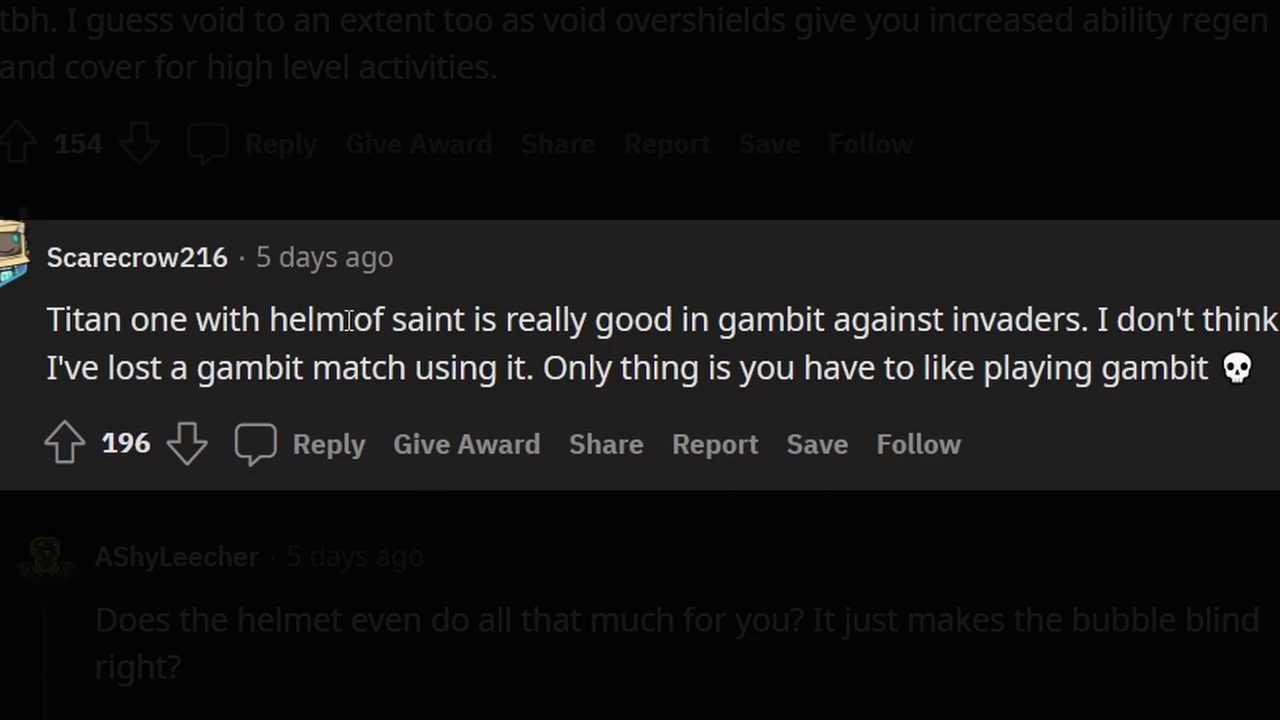 tbh. I guess void to an extent too as void overshields give you increased ability regen
and cover for high level activities.
154 Reply Give Award Share Report Save Follow
Scarecrow216 · 5 days ago
Titan one with helm of saint is really good in gambit against invaders. I don't think
I've lost a gambit match using it. Only thing is you have to like playing gambit 💀
196 Reply Give Award Share Report Save Follow
AShyLeecher · 5 days ago
Does the helmet even do all that much for you? It just makes the bubble blind
right?